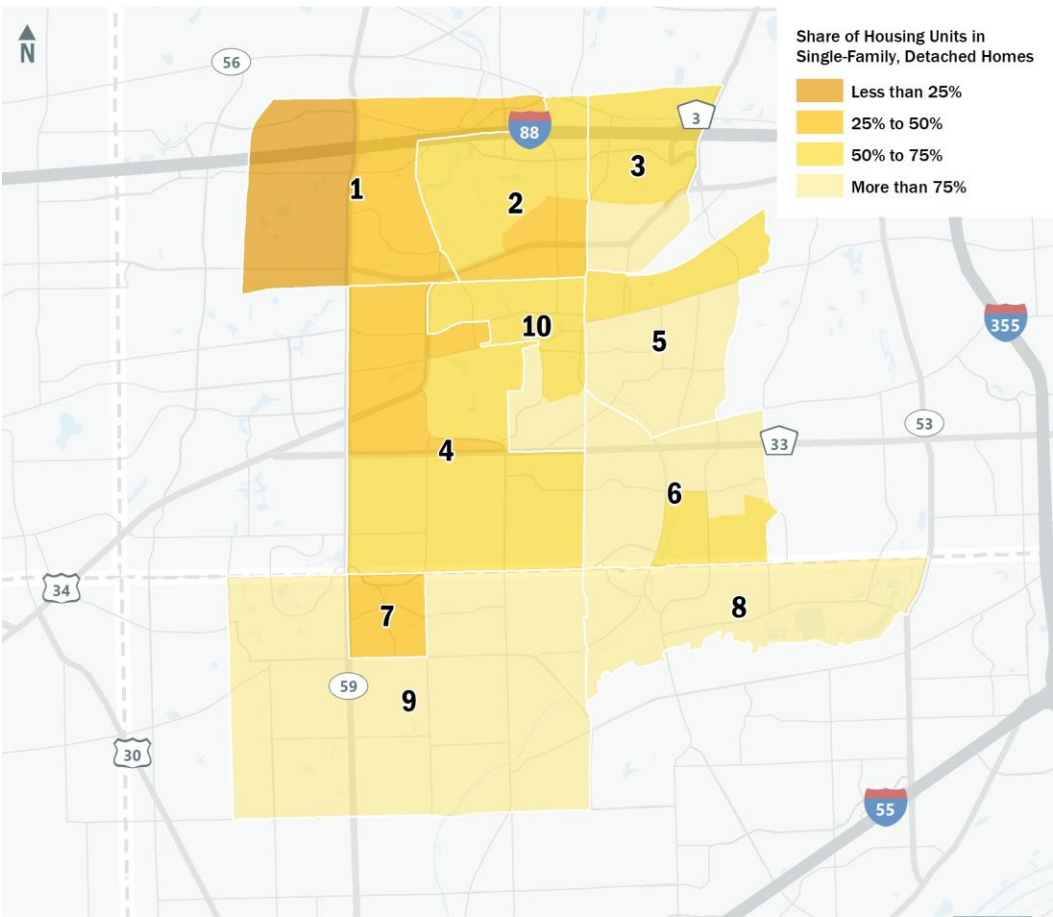 N
56
88
3
Share of Housing Units in
Single-Family, Detached Homes
Less than 25%
25% to 50%
50% to 75%
More than 75%
1
2
3
10
5
355
4
33
53
6
34
7
8
59
9
30
55